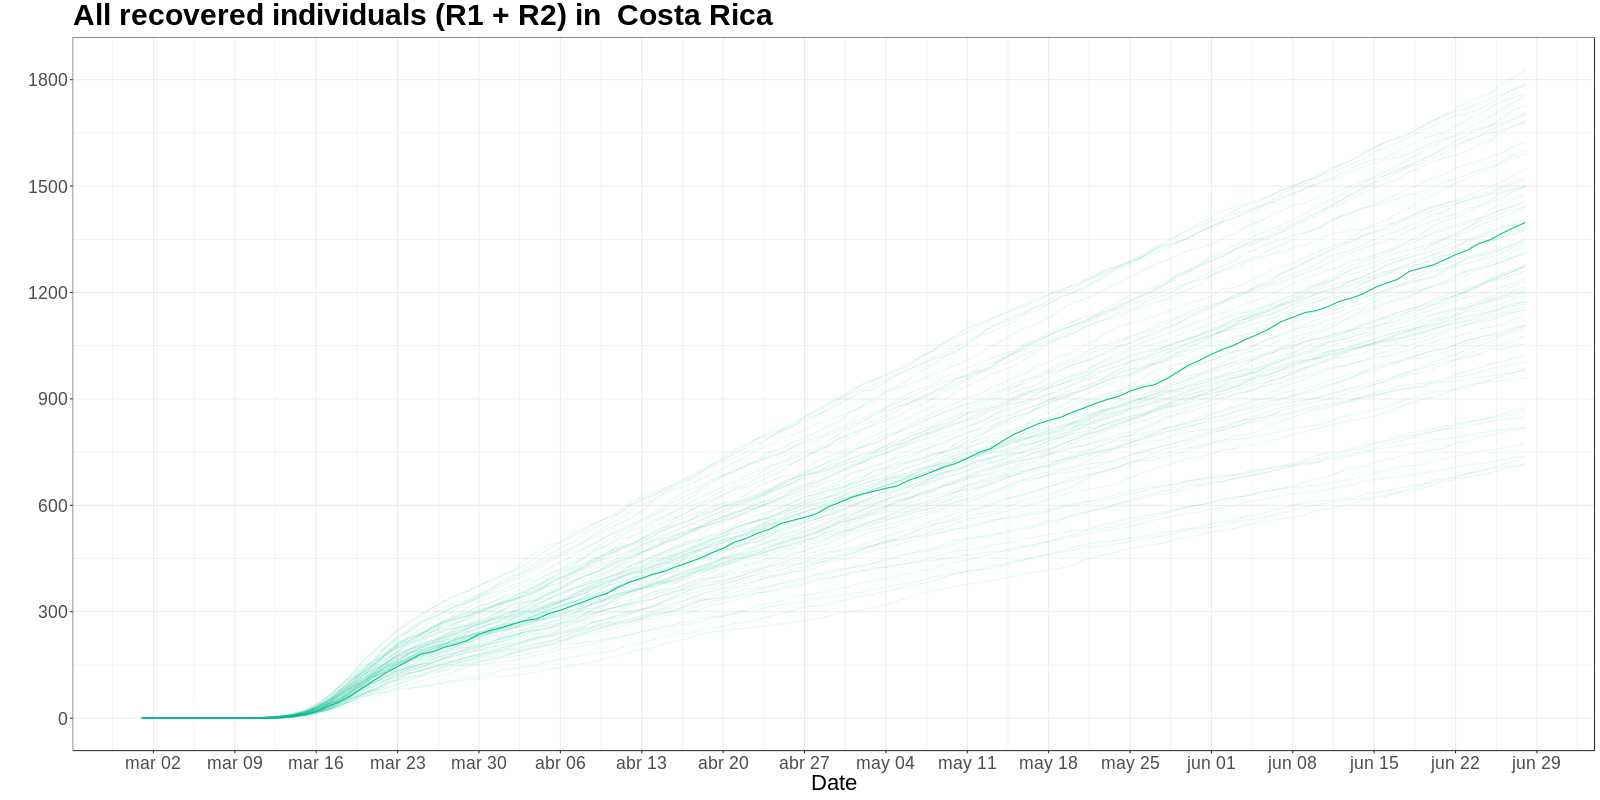 All recovered individuals (R1 + R2) in  Costa Rica
1800
1500
1200
900
600
300
0
mar 02 mar 09 mar 16 mar 23 mar 30 abr 06 abr 13 abr 20 abr 27 may 04 may 11 may 18 may 25 jun 01 jun 08 jun 15 jun 22 jun 29
Date